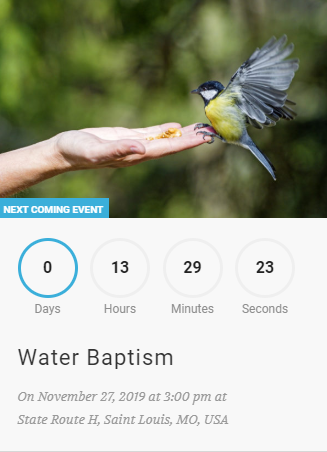 NEXT COMING EVENT
0 13 29 23
Days Hours Minutes Seconds
Water Baptism
On November 27, 2019 at 3:00 pm at
State Route H, Saint Louis, MO, USA